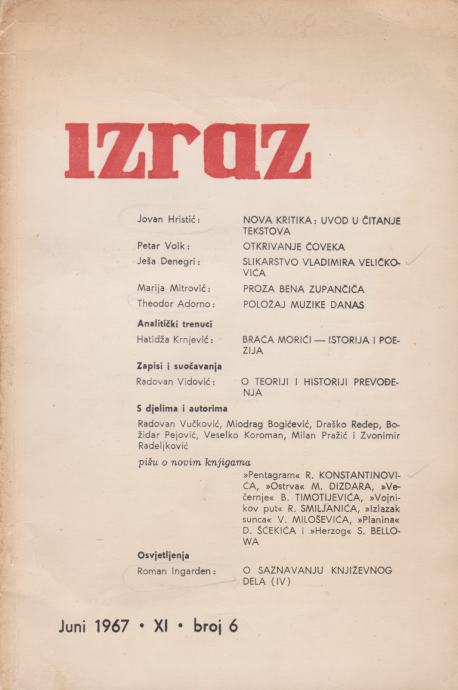 izraz
Jovan Hristić: NOVA KRITIKA: UVOD U ČITANJE
TEKSTOVA
Petar Volk: OTKRIVANJE ČOVEKA
Ješa Denegri: SLIKARSTVO VLADIMIRA VELIČKO-
VIĆA
Marija Mitrović: PROZA BENA ZUPANČIČA
Theodor Adorno: POLOŽAJ MUZIKE DANAS
Analitički trenuci
Hatidža Krnjević: BRAĆA MORIĆI — ISTORIJA I POE-
ZIJA
Zapisi i suočavanja
Radovan Vidović: O TEORIJI I HISTORIJI PREVOĐE-
NJA
S djelima i autorima
Radovan Vučković, Miodrag Bogićević, Draško Ređep, Bo-
židar Pejović, Veselko Koroman, Milan Pražić i Zvonimir
Radeljković
pišu o novim knjigama
»Pentagram« R. KONSTANTINOVI-
ĆA, »Ostrva« M. DIZDARA, »Ve-
černje« B. TIMOTIJEVIĆA, »Vojni-
kov put« R. SMILJANIĆA, »Izlazak
sunca« V. MILOŠEVIĆA, »Planina«
D. ŠĆEKIĆA i »Herzog« S. BELLO-
WA
Osvjetljenja
Roman Ingarden: O SAZNAVANJU KNJIŽEVNOG
DELA (IV)
Juni 1967 • XI • broj 6